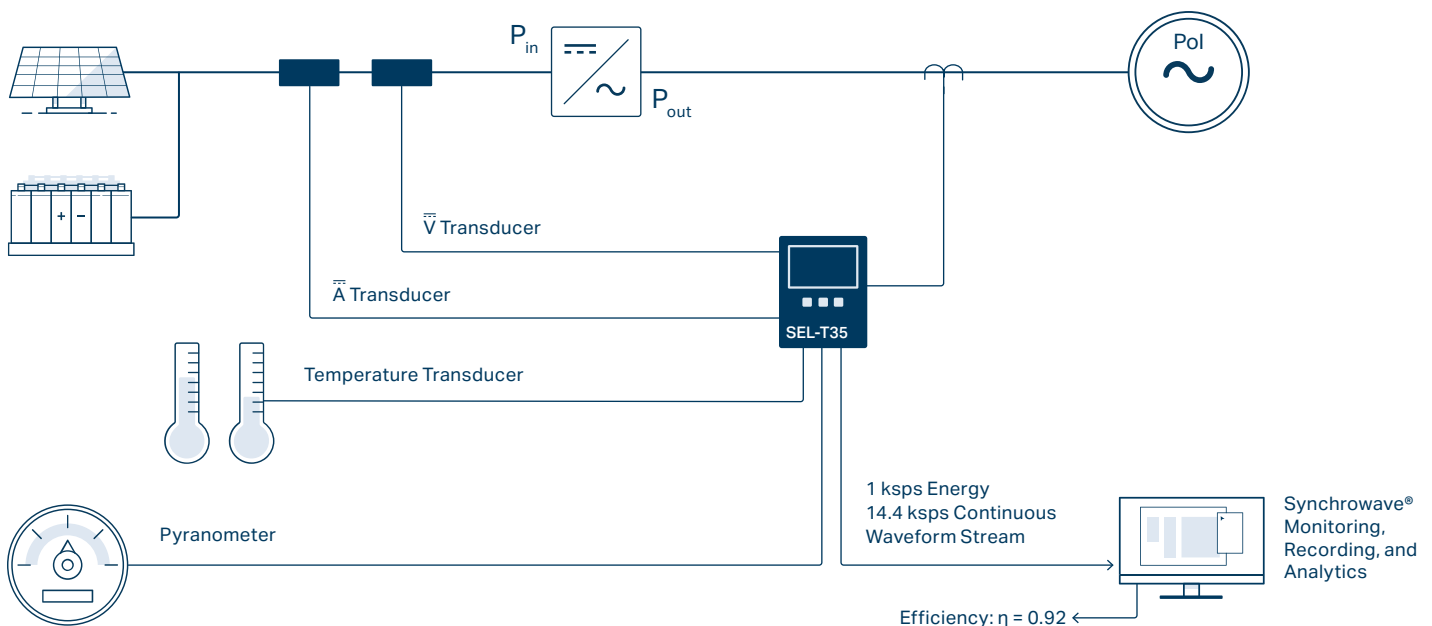 Pin
Pout
PoI
V Transducer
A Transducer
SEL-T35
Temperature Transducer
Pyranometer
1 ksps Energy
14.4 ksps Continuous
Waveform Stream
Synchrowave®
Monitoring,
Recording, and
Analytics
Efficiency: η = 0.92